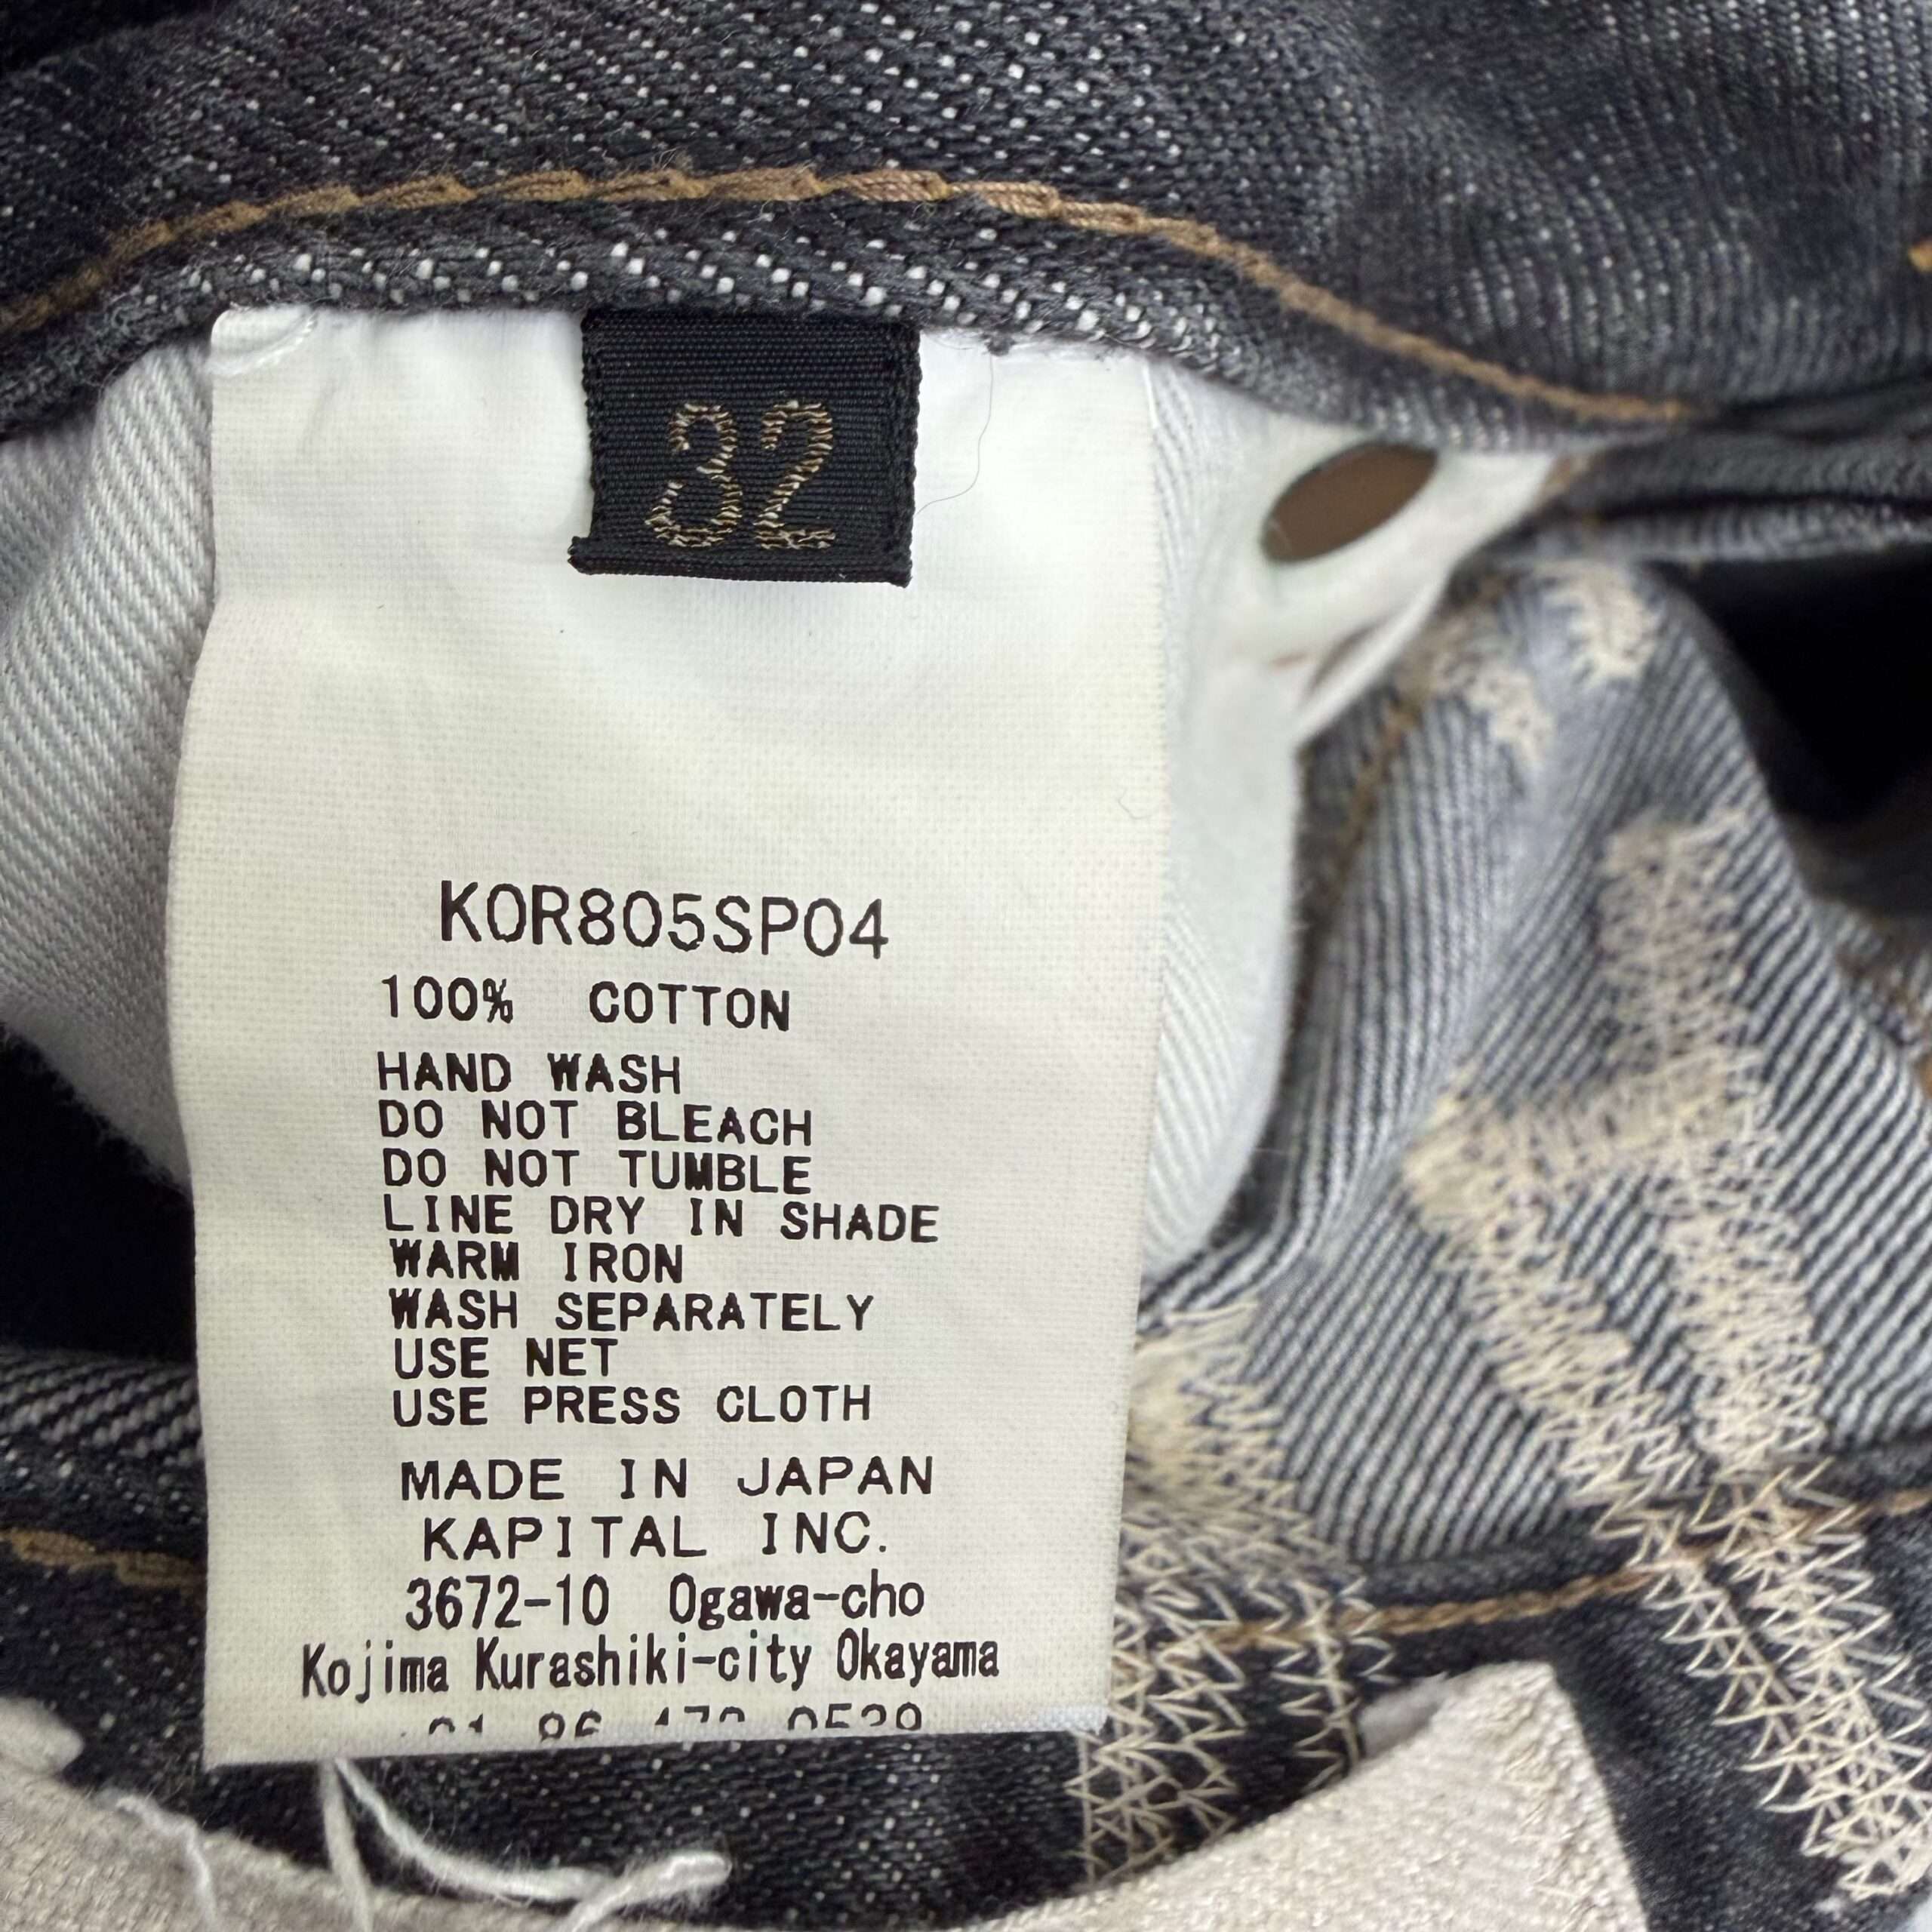 32
KOR805SP04
100% COTTON
HAND WASH
DO NOT BLEACH
DO NOT TUMBLE
LINE DRY IN SHADE
WARM IRON
WASH SEPARATELY
USE NET
USE PRESS CLOTH
MADE IN JAPAN
KAPITAL INC.
3672-10 Ogawa-cho
Kojima Kurashiki-city Okayama